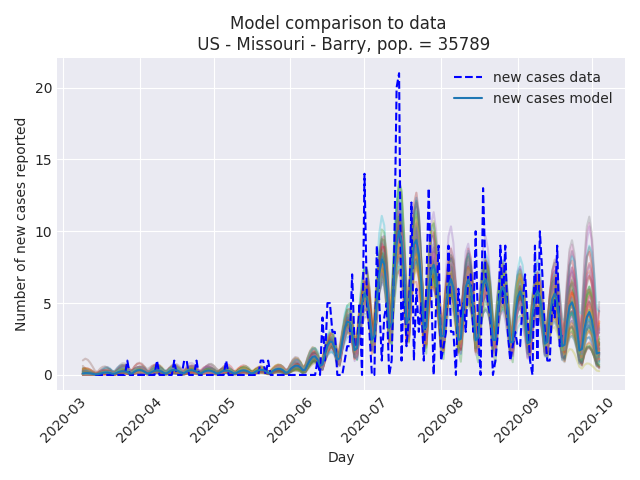 Model comparison to data
US - Missouri - Barry, pop. = 35789
new cases data
new cases model
Number of new cases reported
20
15
10
5
0
2020-03
2020-04
2020-05
2020-06
2020-07
2020-08
2020-09
2020-10
Day